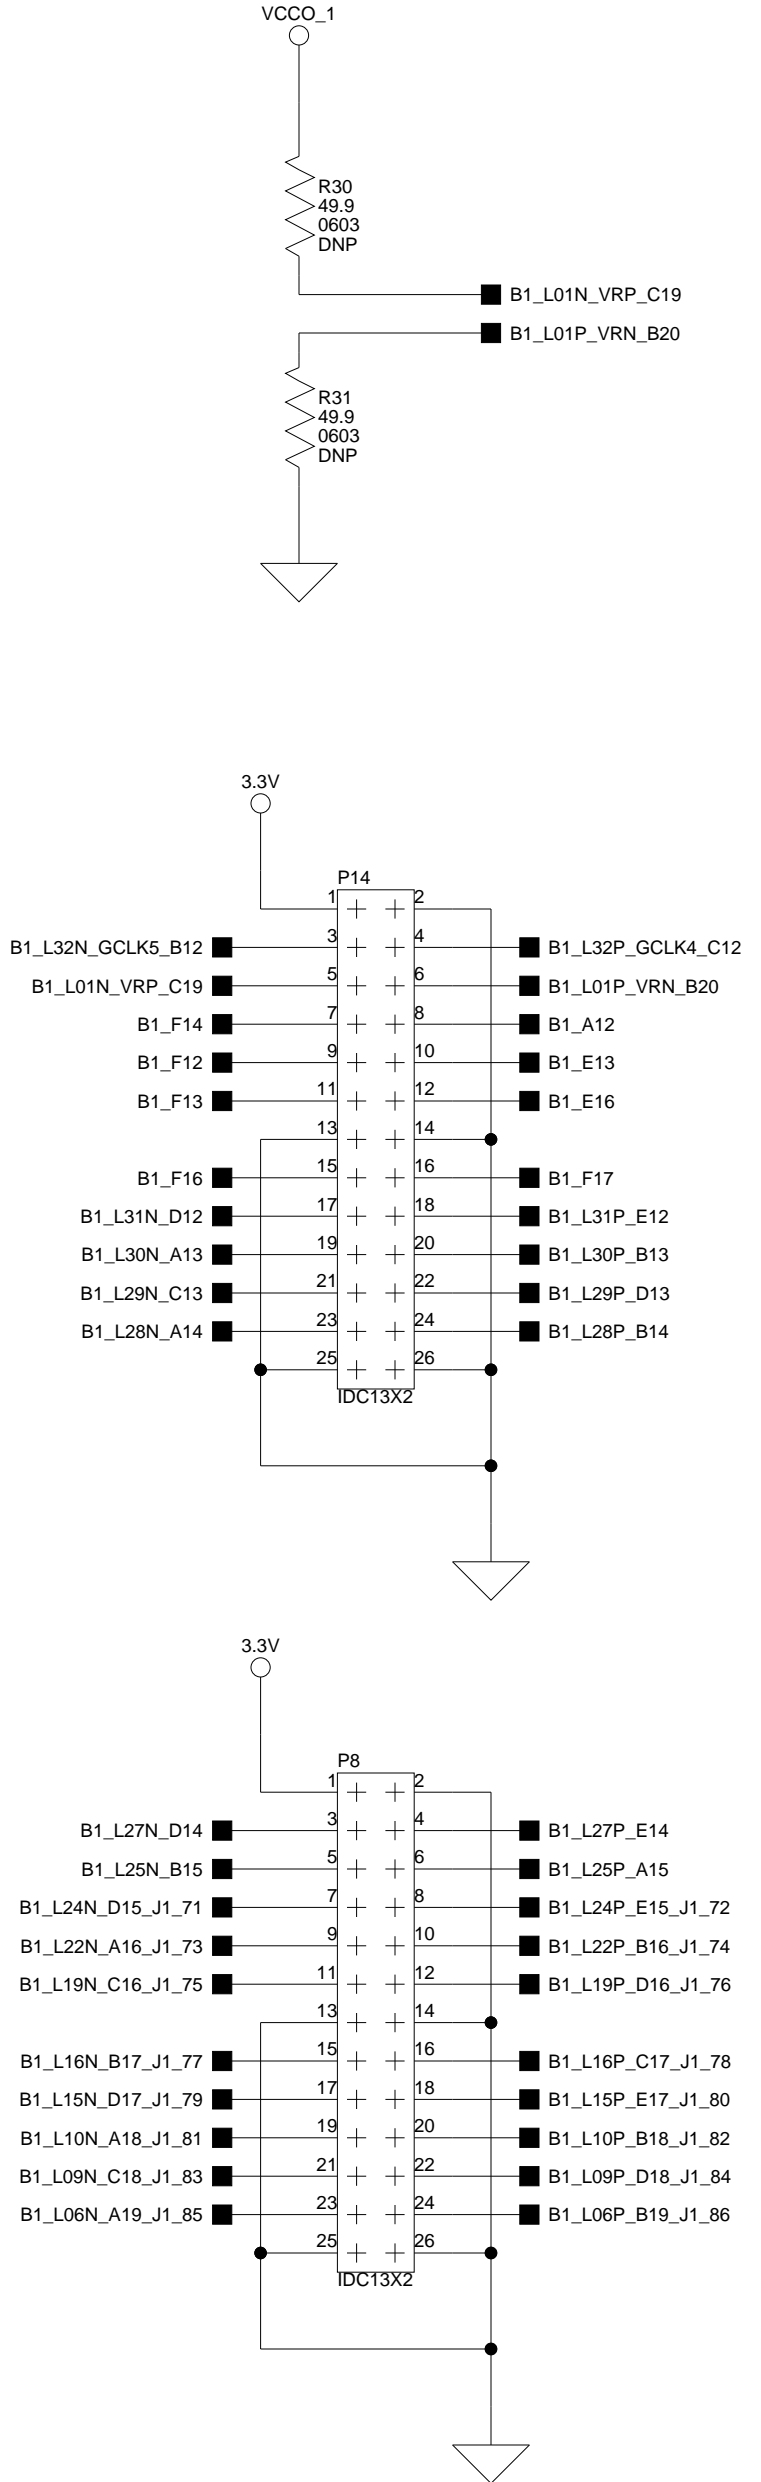 VCCO_1
R30
49.9
0603
DNP
B1_L01N_VRP_C19
B1_L01P_VRN_B20
R31
49.9
0603
DNP
3.3V
P14
1 2
B1_L32N_GCLK5_B12 3 4 B1_L32P_GCLK4_C12
B1_L01N_VRP_C19 5 6 B1_L01P_VRN_B20
B1_F14 7 8 B1_A12
B1_F12 9 10 B1_E13
B1_F13 11 12 B1_E16
13 14
B1_F16 15 16 B1_F17
B1_L31N_D12 17 18 B1_L31P_E12
B1_L30N_A13 19 20 B1_L30P_B13
B1_L29N_C13 21 22 B1_L29P_D13
B1_L28N_A14 23 24 B1_L28P_B14
25 26
IDC13X2
3.3V
P8
1 2
B1_L27N_D14 3 4 B1_L27P_E14
B1_L25N_B15 5 6 B1_L25P_A15
B1_L24N_D15_J1_71 7 8 B1_L24P_E15_J1_72
B1_L22N_A16_J1_73 9 10 B1_L22P_B16_J1_74
B1_L19N_C16_J1_75 11 12 B1_L19P_D16_J1_76
13 14
B1_L16N_B17_J1_77 15 16 B1_L16P_C17_J1_78
B1_L15N_D17_J1_79 17 18 B1_L15P_E17_J1_80
B1_L10N_A18_J1_81 19 20 B1_L10P_B18_J1_82
B1_L09N_C18_J1_83 21 22 B1_L09P_D18_J1_84
B1_L06N_A19_J1_85 23 24 B1_L06P_B19_J1_86
25 26
IDC13X2